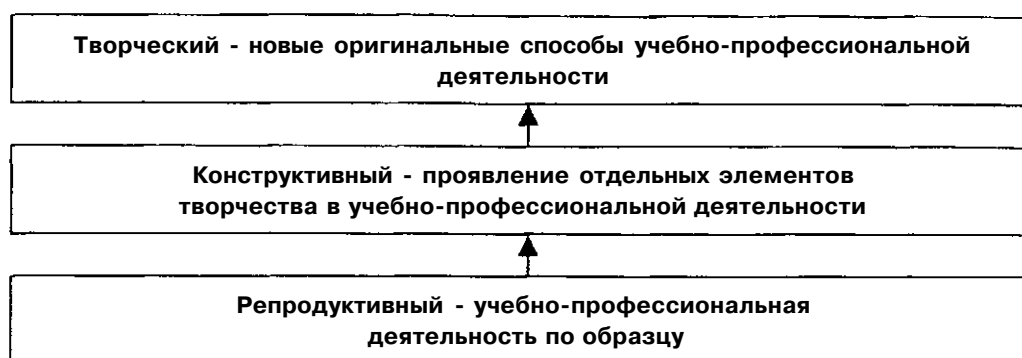 Творческий - новые оригинальные способы учебно-профессиональной
деятельности
Конструктивный - проявление отдельных элементов
творчества в учебно-профессиональной деятельности
Репродуктивный - учебно-профессиональная
деятельность по образцу